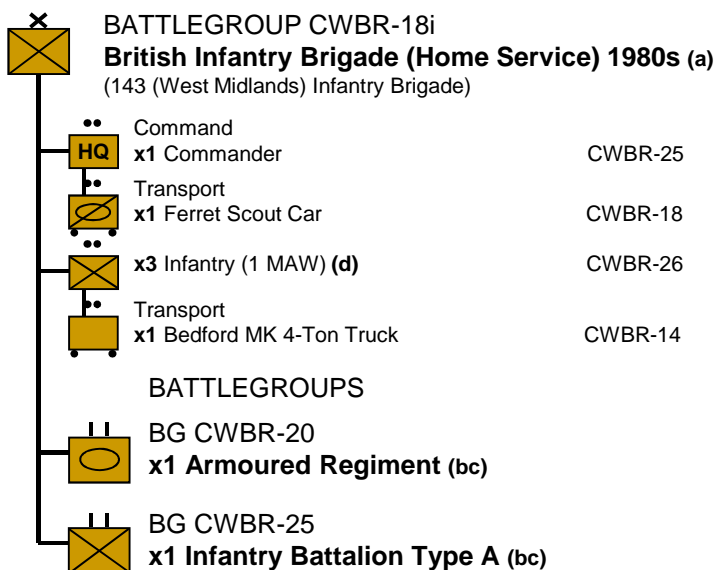 BATTLEGROUP CWBR-18i
British Infantry Brigade (Home Service) 1980s (a)
(143 (West Midlands) Infantry Brigade)
Command
HQ x1 Commander CWBR-25
Transport
x1 Ferret Scout Car CWBR-18
x3 Infantry (1 MAW) (d) CWBR-26
Transport
x1 Bedford MK 4-Ton Truck CWBR-14
BATTLEGROUPS
BG CWBR-20
x1 Armoured Regiment (bc)
BG CWBR-25
x1 Infantry Battalion Type A (bc)